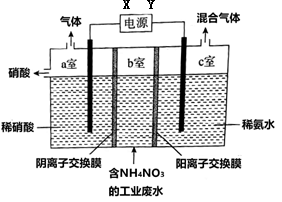 X Y
气体
电源
混合气体
a室
b室
c室
硝酸
稀硝酸
稀氨水
阴离子交换膜
含NH4NO3
的工业废水
阳离子交换膜